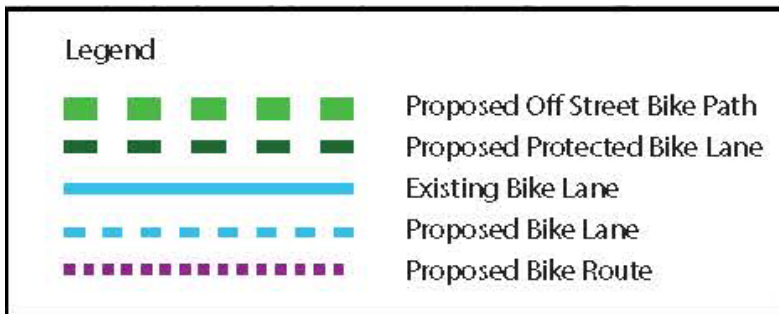 Legend
Proposed Off Street Bike Path
Proposed Protected Bike Lane
Existing Bike Lane
Proposed Bike Lane
Proposed Bike Route